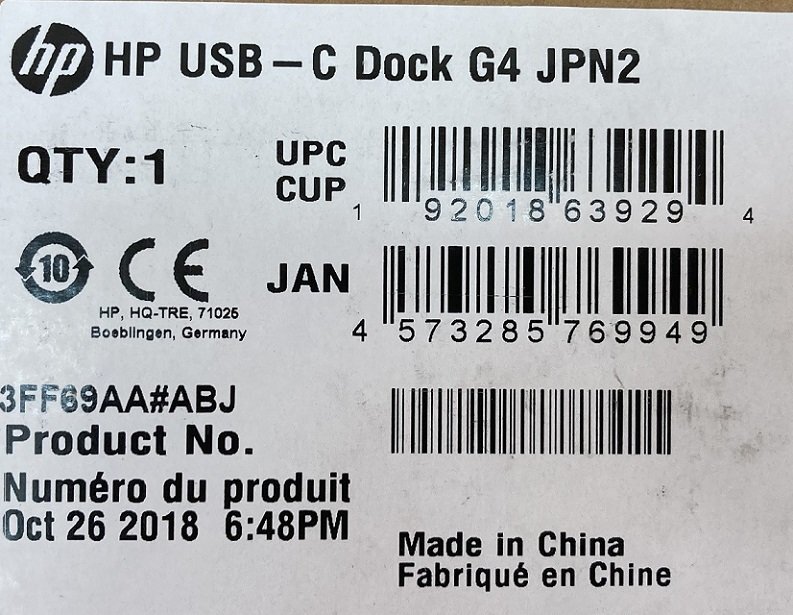 hp HP USB-C Dock G4 JPN2
QTY:1
UPC
CUP
1 92018 63929 4
10 CE
JAN
HP, HQ-TRE, 71025
Boeblingen, Germany
4 573285 769949
3FF69AA#ABJ
Product No.
Numéro du produit
Oct 26 2018 6:48PM
Made in China
Fabriqué en Chine